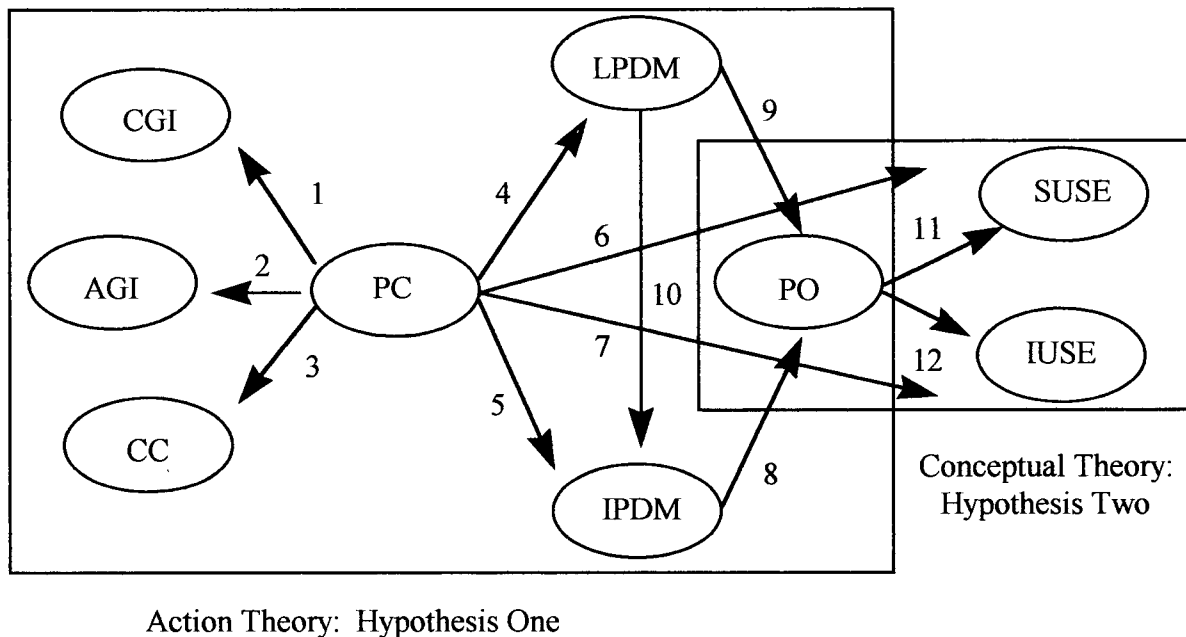 LPDM
CGI
9
SUSE
1
4
6
11
AGI
2
PC
10
PO
3
7
12
IUSE
5
CC
8
IPDM
Conceptual Theory:
Hypothesis Two
Action Theory: Hypothesis One